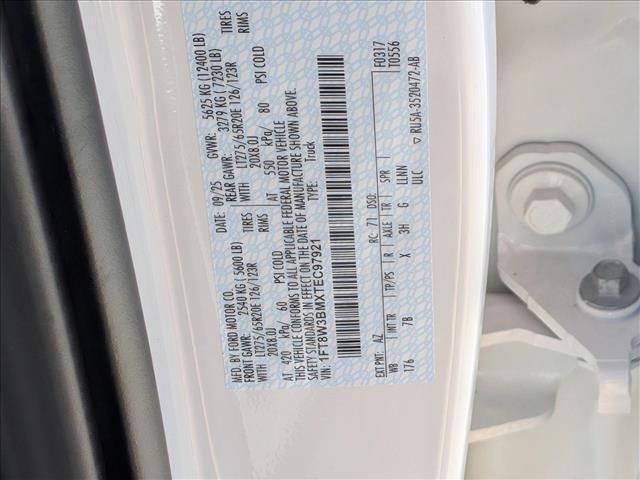 MFD. BY FORD MOTOR CO.
DATE: 09/25 GVWR: 5625 KG (12400 LB)
FRONT GAWR: 2540 KG (5600 LB) REAR GAWR: 3279 KG (7230 LB)
WITH LT275/65R20E 126/123R TIRES WITH LT275/65R20E 126/123R TIRES
20X8.0J RIMS 20X8.0J RIMS
AT 420 kPa/ 60 PSI COLD AT 550 kPa/ 80 PSI COLD
THIS VEHICLE CONFORMS TO ALL APPLICABLE FEDERAL MOTOR VEHICLE
SAFETY STANDARDS IN EFFECT ON THE DATE OF MANUFACTURE SHOWN ABOVE.
VIN: 1FT8W3BMXTEC97921 TYPE: Truck
F0317
T0556
EXT PNT: AZ RC: 71 DSO:
WB INT TR TP/PS R AXLE TR SPR
176 7B X 3H G LLNN
ULC
▽ RU5A-3520472-AB